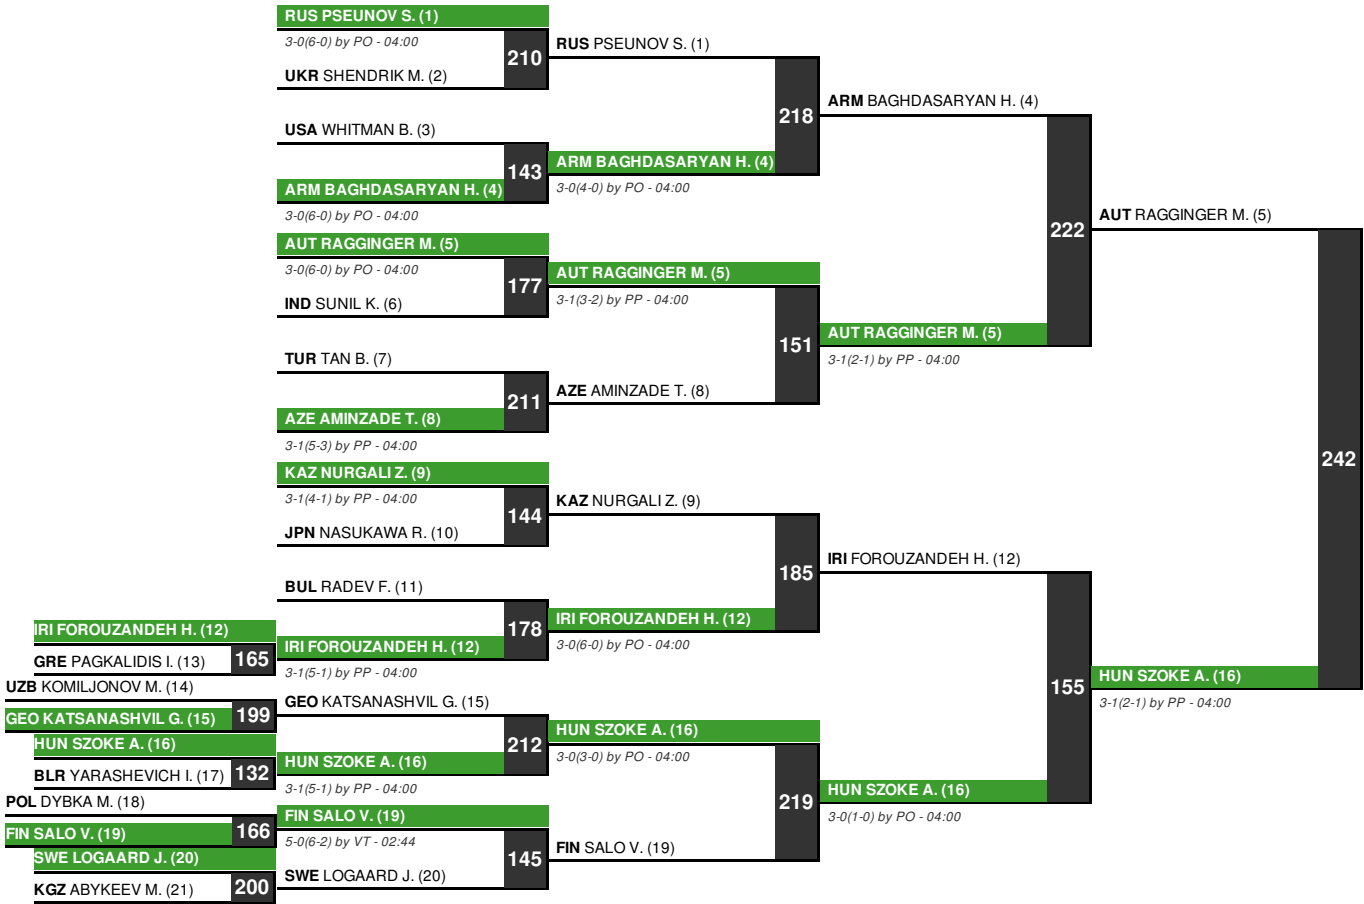 RUS PSEUNOV S. (1)
3-0(6-0) by PO - 04:00
210
UKR SHENDRIK M. (2)
USA WHITMAN B. (3)
143
ARM BAGHDASARYAN H. (4)
3-0(6-0) by PO - 04:00
AUT RAGGINGER M. (5)
3-0(6-0) by PO - 04:00
177
IND SUNIL K. (6)
TUR TAN B. (7)
211
AZE AMINZADE T. (8)
3-1(5-3) by PP - 04:00
KAZ NURGALI Z. (9)
3-1(4-1) by PP - 04:00
144
JPN NASUKAWA R. (10)
BUL RADEV F. (11)
178
IRI FOROUZANDEH H. (12)
3-1(5-1) by PP - 04:00
IRI FOROUZANDEH H. (12)
165
GRE PAGKALIDIS I. (13)
UZB KOMILJONOV M. (14)
199
GEO KATSANASHVIL G. (15)
HUN SZOKE A. (16)
132
BLR YARASHEVICH I. (17)
POL DYBKA M. (18)
166
FIN SALO V. (19)
SWE LOGAARD J. (20)
200
KGZ ABYKEEV M. (21)
GEO KATSANASHVIL G. (15)
212
HUN SZOKE A. (16)
3-1(5-1) by PP - 04:00
FIN SALO V. (19)
5-0(6-2) by VT - 02:44
145
SWE LOGAARD J. (20)
RUS PSEUNOV S. (1)
218
ARM BAGHDASARYAN H. (4)
3-0(4-0) by PO - 04:00
AUT RAGGINGER M. (5)
3-1(3-2) by PP - 04:00
151
AZE AMINZADE T. (8)
KAZ NURGALI Z. (9)
185
IRI FOROUZANDEH H. (12)
3-0(6-0) by PO - 04:00
HUN SZOKE A. (16)
3-0(3-0) by PO - 04:00
219
FIN SALO V. (19)
ARM BAGHDASARYAN H. (4)
222
AUT RAGGINGER M. (5)
3-1(2-1) by PP - 04:00
IRI FOROUZANDEH H. (12)
155
HUN SZOKE A. (16)
3-0(1-0) by PO - 04:00
AUT RAGGINGER M. (5)
242
HUN SZOKE A. (16)
3-1(2-1) by PP - 04:00